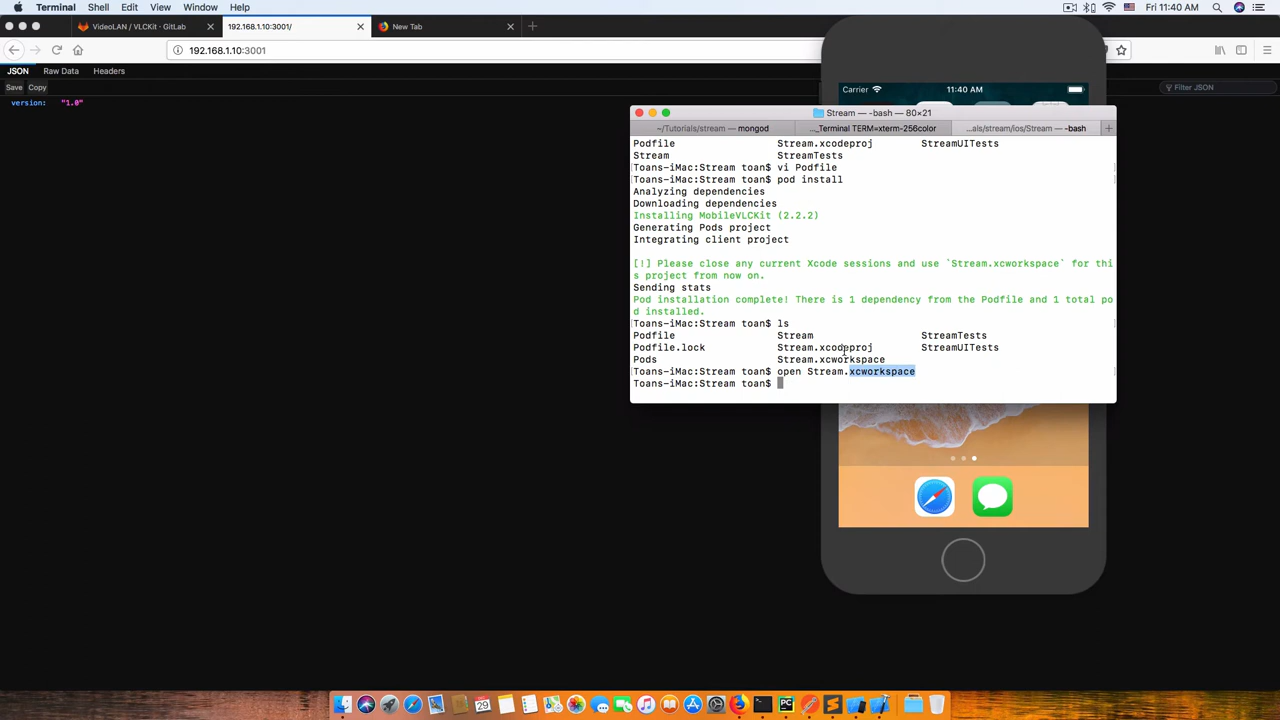 Terminal Shell Edit View Window Help Fri 11:40 AM
VideoLAN / VLCKit · GitLab 192.168.1.10:3001/ New Tab
192.168.1.10:3001
JSON Raw Data Headers
Save Copy Filter JSON
version: "1.0"
Carrier 11:40 AM
Stream — -bash — 80×21
~/Tutorials/stream — mongod ..._Terminal TERM=xterm-256color ...als/stream/ios/Stream — -bash
Podfile Stream.xcodeproj StreamUITests
Stream StreamTests
[Toans-iMac:Stream toan$ vi Podfile ]
[Toans-iMac:Stream toan$ pod install ]
Analyzing dependencies
Downloading dependencies
Installing MobileVLCKit (2.2.2)
Generating Pods project
Integrating client project
[!] Please close any current Xcode sessions and use `Stream.xcworkspace` for thi
s project from now on.
Sending stats
Pod installation complete! There is 1 dependency from the Podfile and 1 total po
d installed.
[Toans-iMac:Stream toan$ ls ]
Podfile Stream StreamTests
Podfile.lock Stream.xcodeproj StreamUITests
Pods Stream.xcworkspace
[Toans-iMac:Stream toan$ open Stream.xcworkspace ]
Toans-iMac:Stream toan$
29
PC